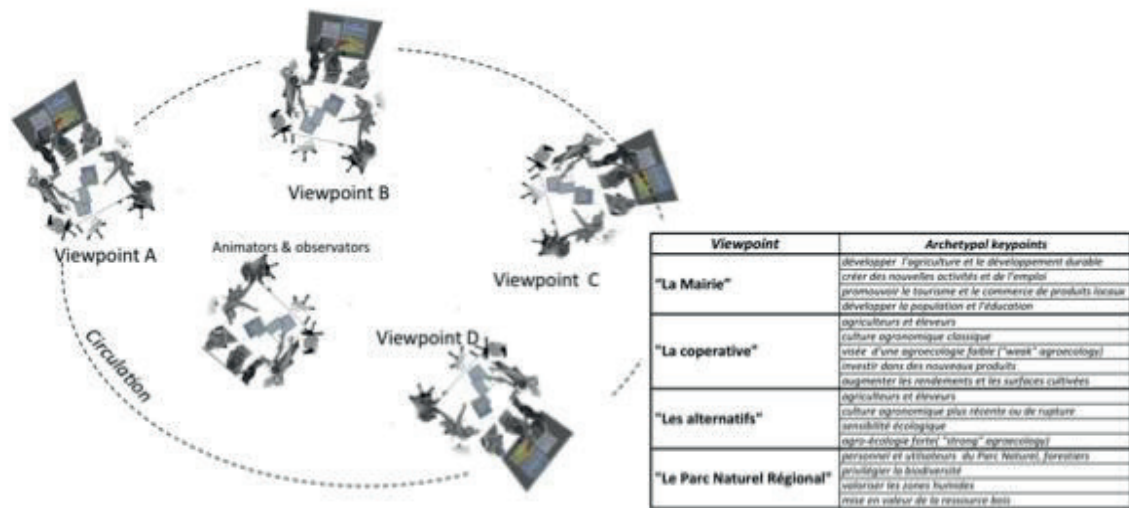 Viewpoint A
Viewpoint B
Viewpoint C
Viewpoint D
Animators & observators
Circulation
Viewpoint Archetypal keypoints
"La Mairie"
développer l'agriculture et le développement durable
créer des nouvelles activités et de l'emploi
promouvoir le tourisme et le commerce de produits locaux
développer la population et l'éducation
"La coperative"
agriculteurs et éleveurs
culture agronomique classique
visée d'une agroecologie faible ("weak" agroecology)
investir dans des nouveaux produits
augmenter les rendements et les surfaces cultivées
"Les alternatifs"
agriculteurs et éleveurs
culture agronomique plus récente ou de rupture
sensibilité écologique
agro-écologie forte( "strong" agraecology)
"Le Parc Naturel Régional"
personnel et utilisateurs du Parc Naturel, forestiers
privilégier la biodiversité
valoriser les zones humides
mise en valeur de la ressource bois